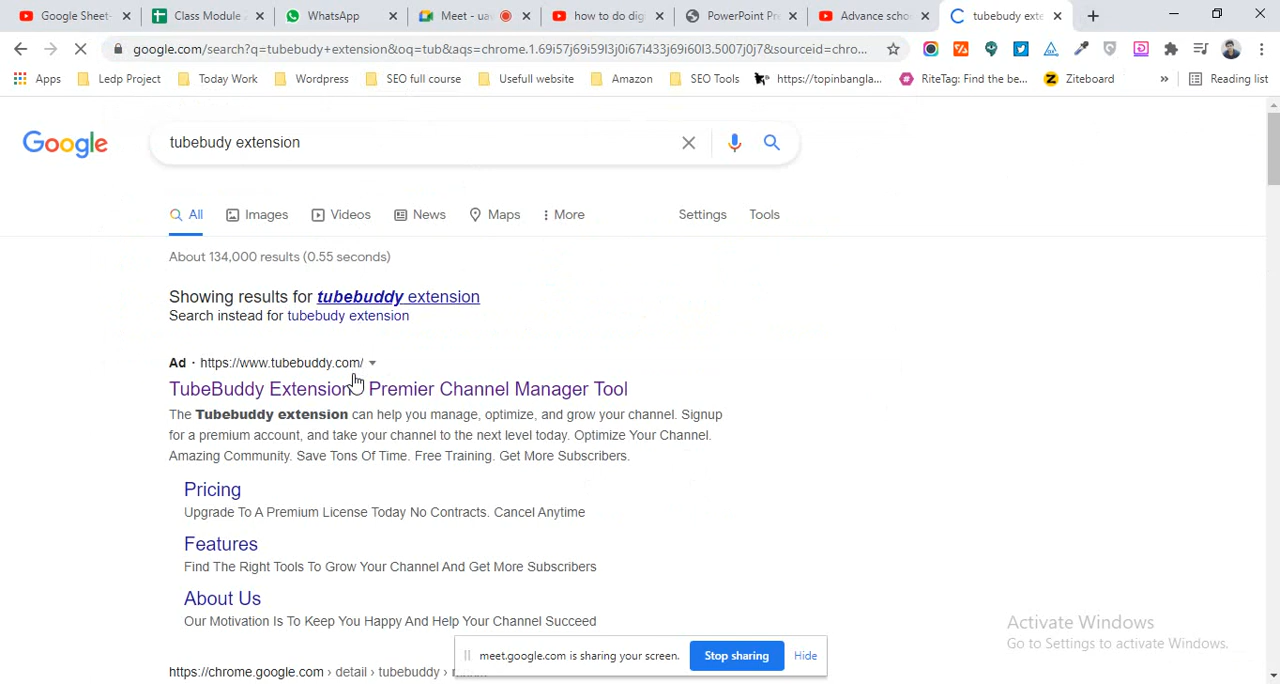 Google Sheet-
Class Module
WhatsApp
Meet - ua
how to do dig
PowerPoint Pre
Advance scho
tubebudy ext
google.com/search?q=tubebudy+extension&oq=tub&aqs=chrome.1.69i57j69i59l3j0i67i433j69i60l3.5007j0j7&sourceid=chro...
Apps
Ledp Project
Today Work
Wordpress
SEO full course
Usefull website
Amazon
SEO Tools
https://topinbangla...
RiteTag: Find the be...
Ziteboard
»
Reading list
Google
tubebudy extension
All
Images
Videos
News
Maps
More
Settings
Tools
About 134,000 results (0.55 seconds)
Showing results for tubebuddy extension
Search instead for tubebudy extension
Ad · https://www.tubebuddy.com/
TubeBuddy Extension Premier Channel Manager Tool
The Tubebuddy extension can help you manage, optimize, and grow your channel. Signup
for a premium account, and take your channel to the next level today. Optimize Your Channel.
Amazing Community. Save Tons Of Time. Free Training. Get More Subscribers.
Pricing
Upgrade To A Premium License Today No Contracts. Cancel Anytime
Features
Find The Right Tools To Grow Your Channel And Get More Subscribers
About Us
Our Motivation Is To Keep You Happy And Help Your Channel Succeed
Activate Windows
Go to Settings to activate Windows.
meet.google.com is sharing your screen.
Stop sharing
Hide
https://chrome.google.com › detail › tubebuddy ›